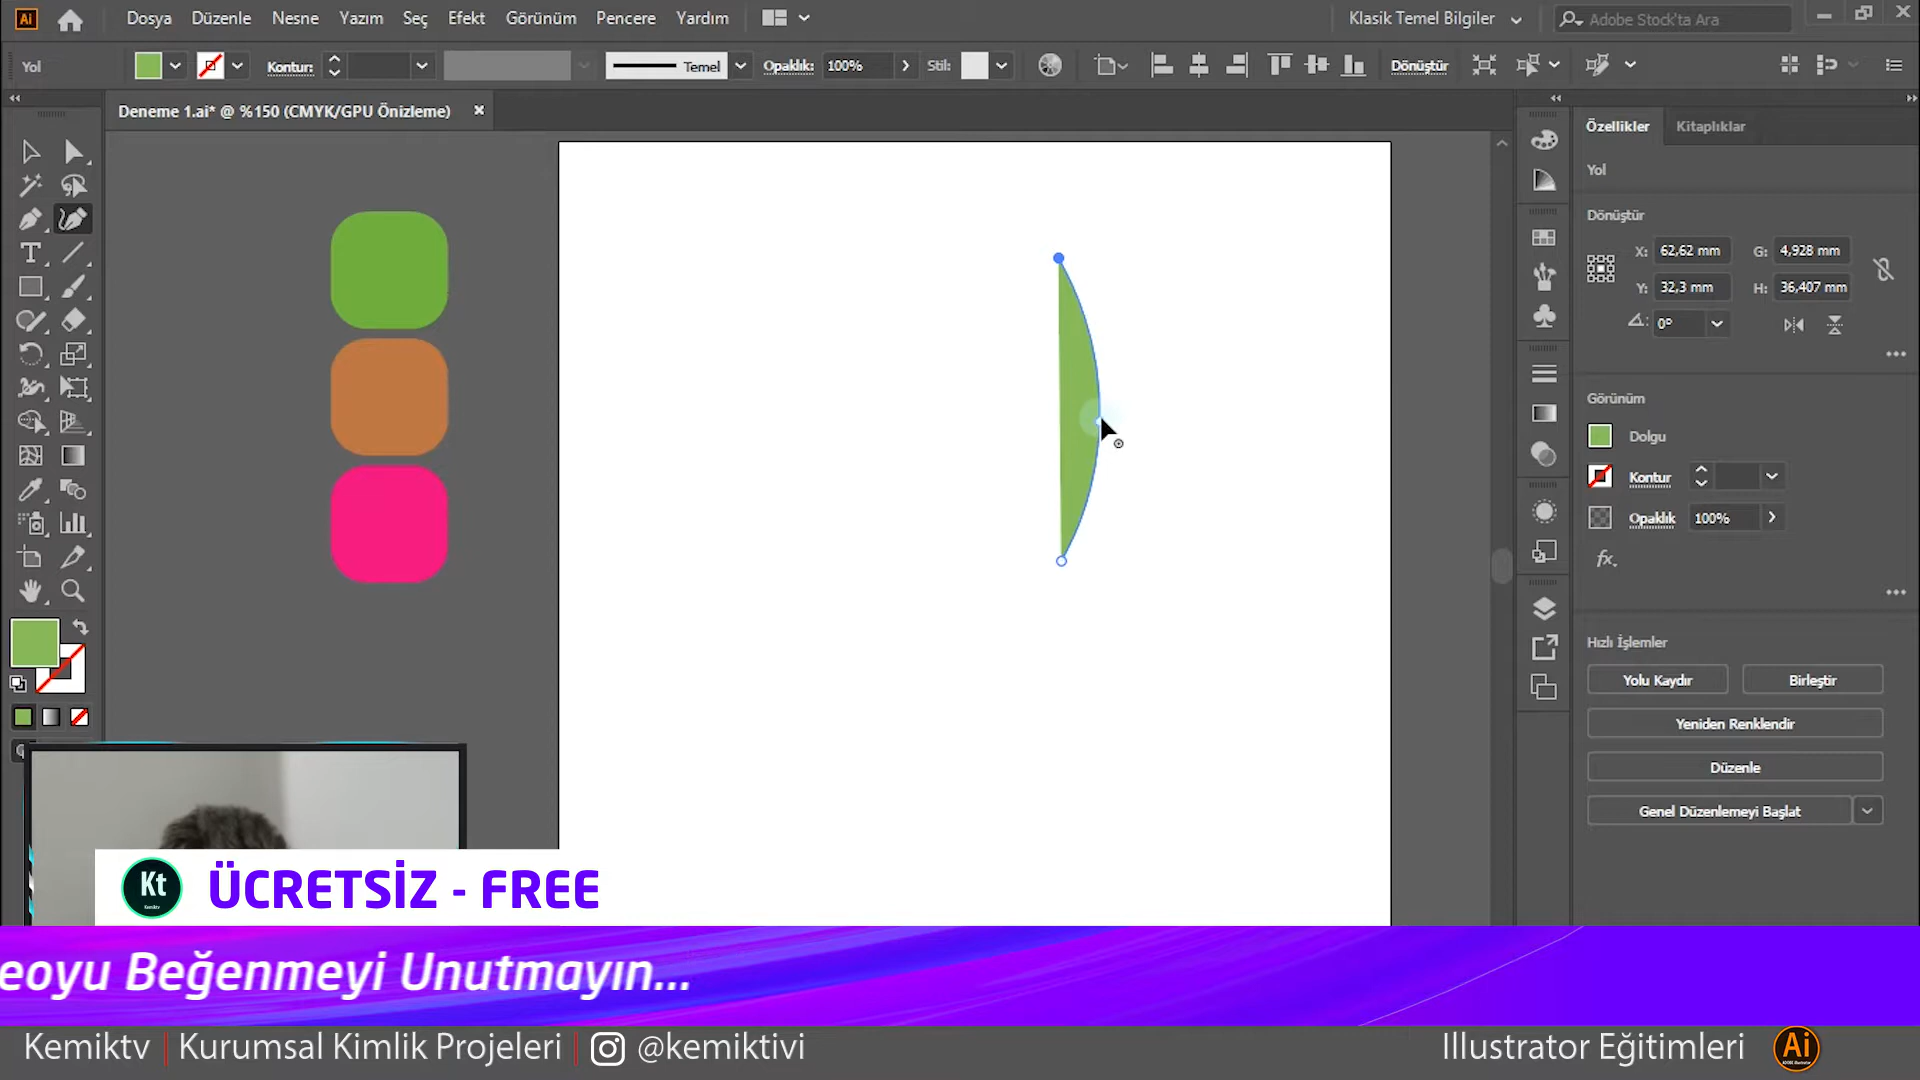 Ai Dosya Düzenle Nesne Yazım Seç Efekt Görünüm Pencere Yardım Klasik Temel Bilgiler Adobe Stock'ta Ara
Yol Kontur: Temel Opaklık: 100% Stil: Dönüştür
Deneme 1.ai* @ %150 (CMYK/GPU Önizleme)
Özellikler Kitaplıklar
Yol
Dönüştür
X: 62,62 mm G: 4,928 mm
Y: 32,3 mm H: 36,407 mm
0°
Görünüm
Dolgu
Kontur
Opaklık 100%
fx.
Hızlı İşlemler
Yolu Kaydır Birleştir
Yeniden Renklendir
Düzenle
Genel Düzenlemeyi Başlat
Kt
Kemiktv
ÜCRETSİZ - FREE
eoyu Beğenmeyi Unutmayın...
Kemiktv Kurumsal Kimlik Projeleri @kemiktivi Illustrator Eğitimleri Ai